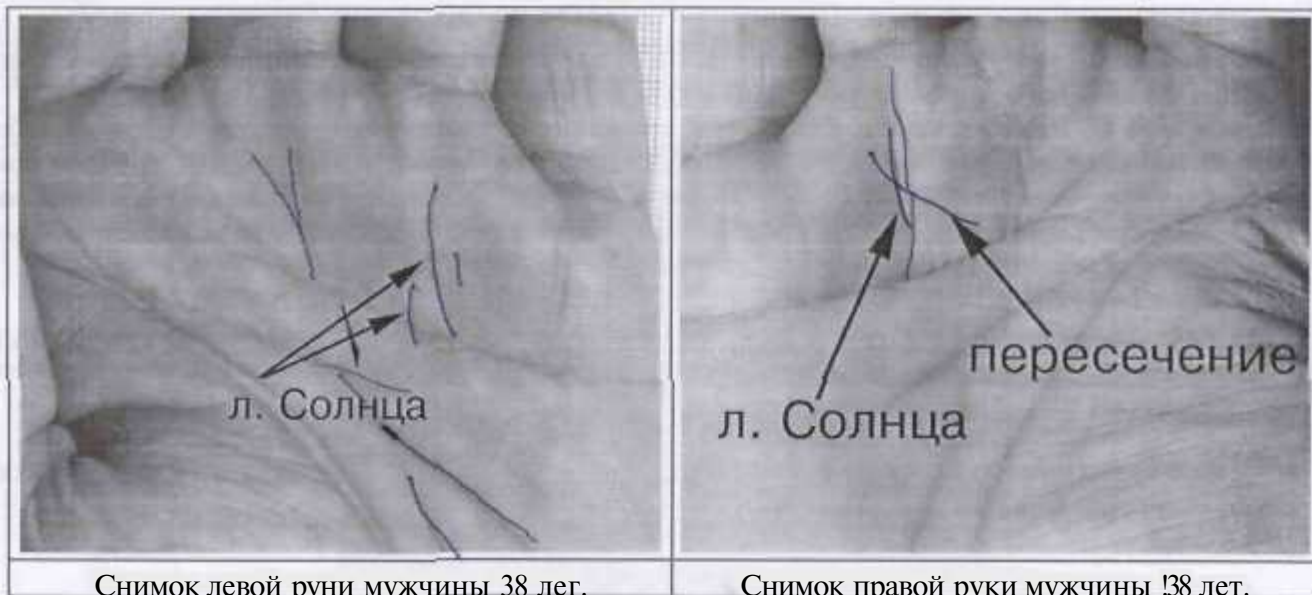 л. Солнца
л. Солнца
пересечение
Снимок левой руни мужчины 38 лег.
Снимок правой руки мужчины !38 лет.